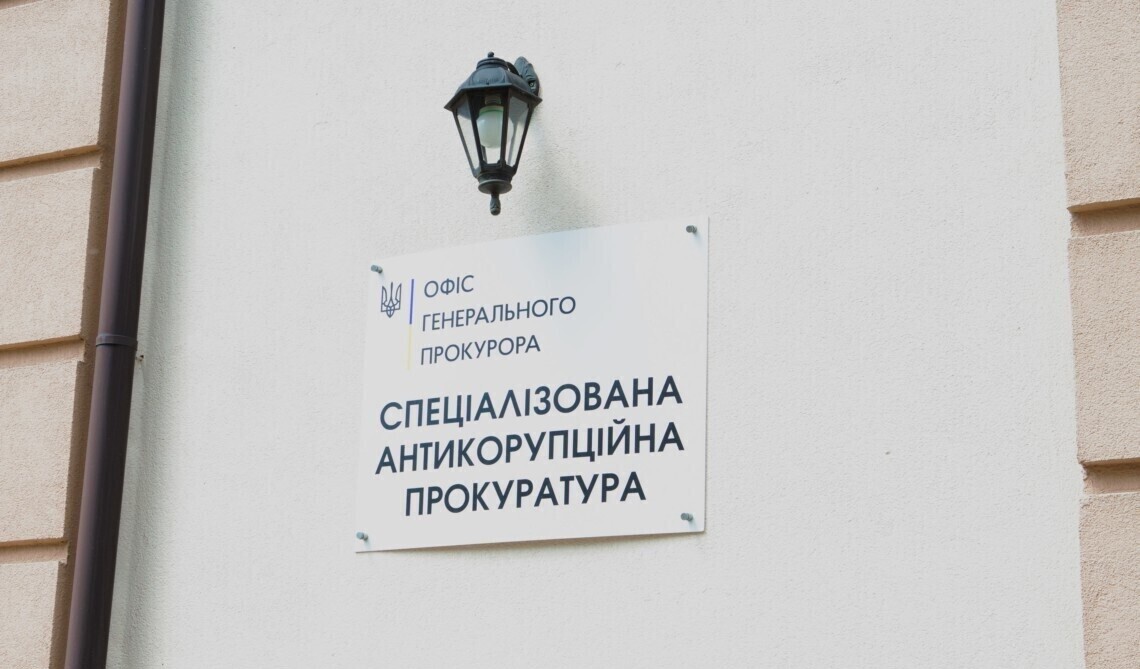 ОФІС
ГЕНЕРАЛЬНОГО
ПРОКУРОРА
СПЕЦІАЛІЗОВАНА
АНТИКОРУПЦІЙНА
ПРОКУРАТУРА